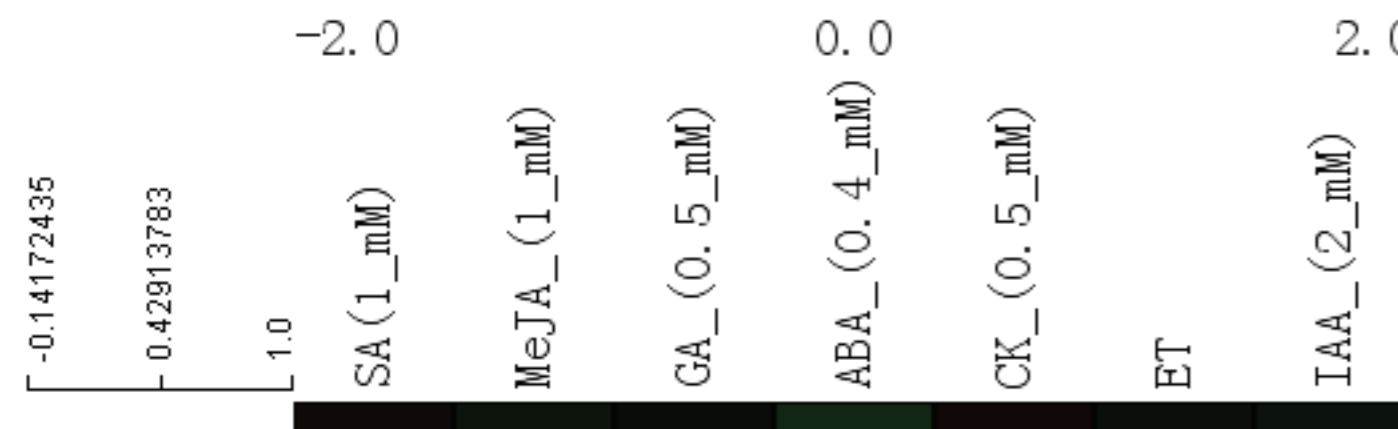 -2.0 0.0 2.0
-0.14172435
0.42913783
1.0
SA(1_mM)
MeJA_(1_mM)
GA_(0.5_mM)
ABA_(0.4_mM)
CK_(0.5_mM)
ET
IAA_(2_mM)